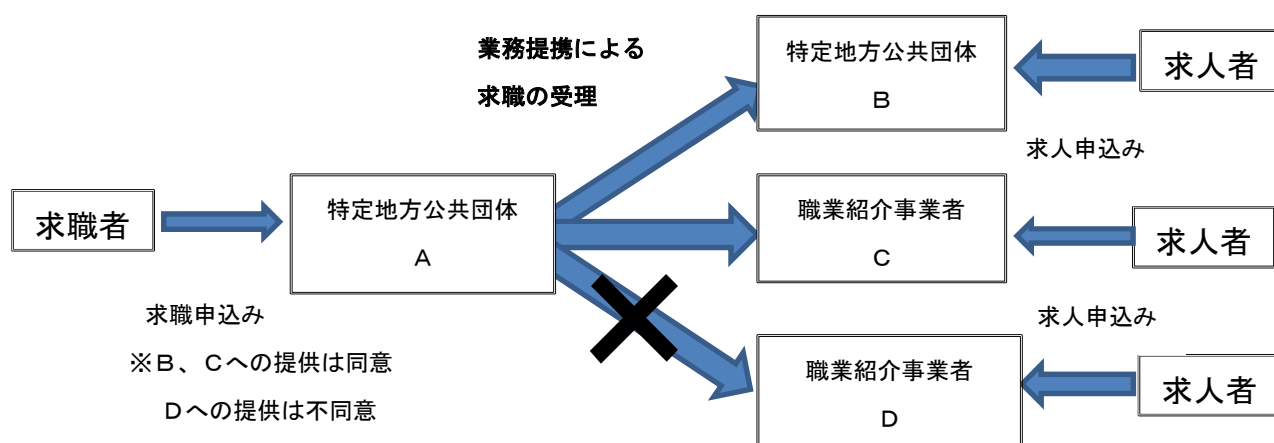 業務提携による
求職の受理
特定地方公共団体
B
求人者
求人申込み
求職者
特定地方公共団体
A
職業紹介事業者
C
求人者
求職申込み
※B、Cへの提供は同意
Dへの提供は不同意
求人申込み
職業紹介事業者
D
求人者